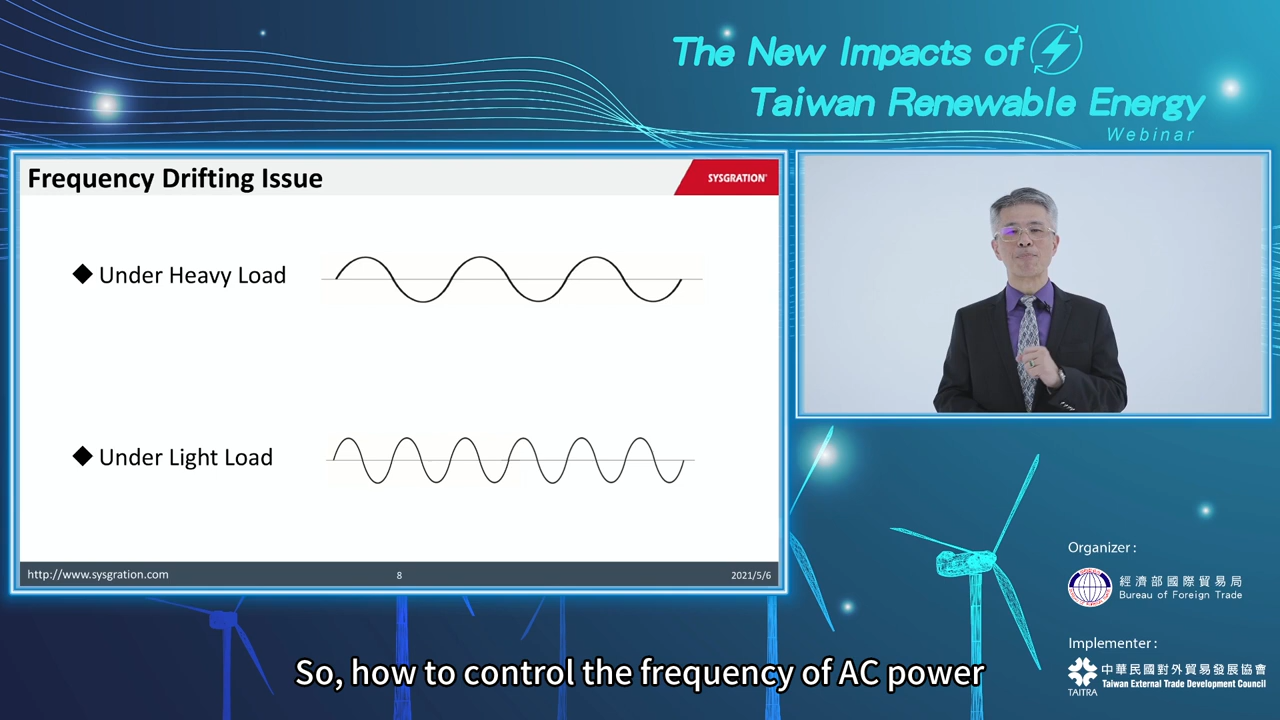 The New Impacts of
Taiwan Renewable Energy
Webinar
Frequency Drifting Issue
SYSGRATION
◆ Under Heavy Load
◆ Under Light Load
http://www.sysgration.com
8
2021/5/6
Organizer :
經濟部國際貿易局
Bureau of Foreign Trade
Implementer :
中華民國對外貿易發展協會
Taiwan External Trade Development Council
TAITRA
So, how to control the frequency of AC power